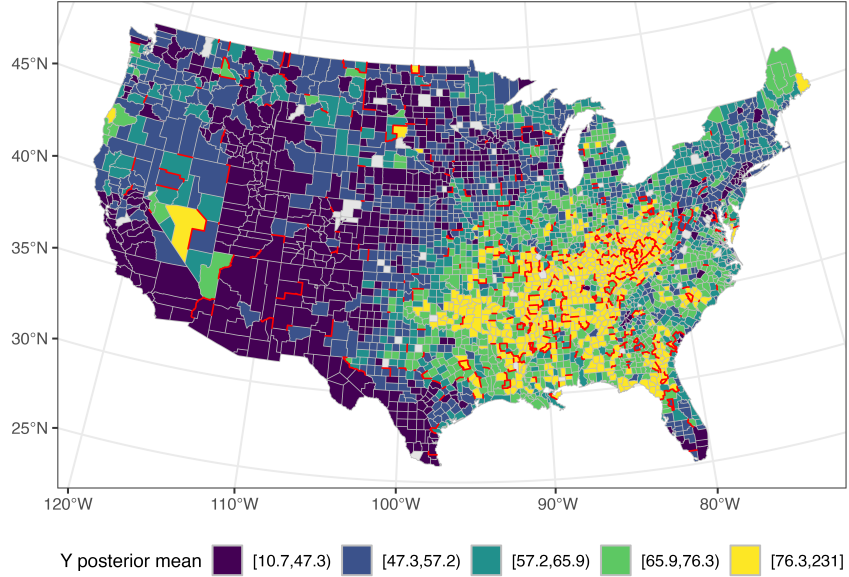 45°N
40°N
35°N
30°N
25°N
120°W 110°W 100°W 90°W 80°W
Y posterior mean [10.7,47.3) [47.3,57.2) [57.2,65.9) [65.9,76.3) [76.3,231]